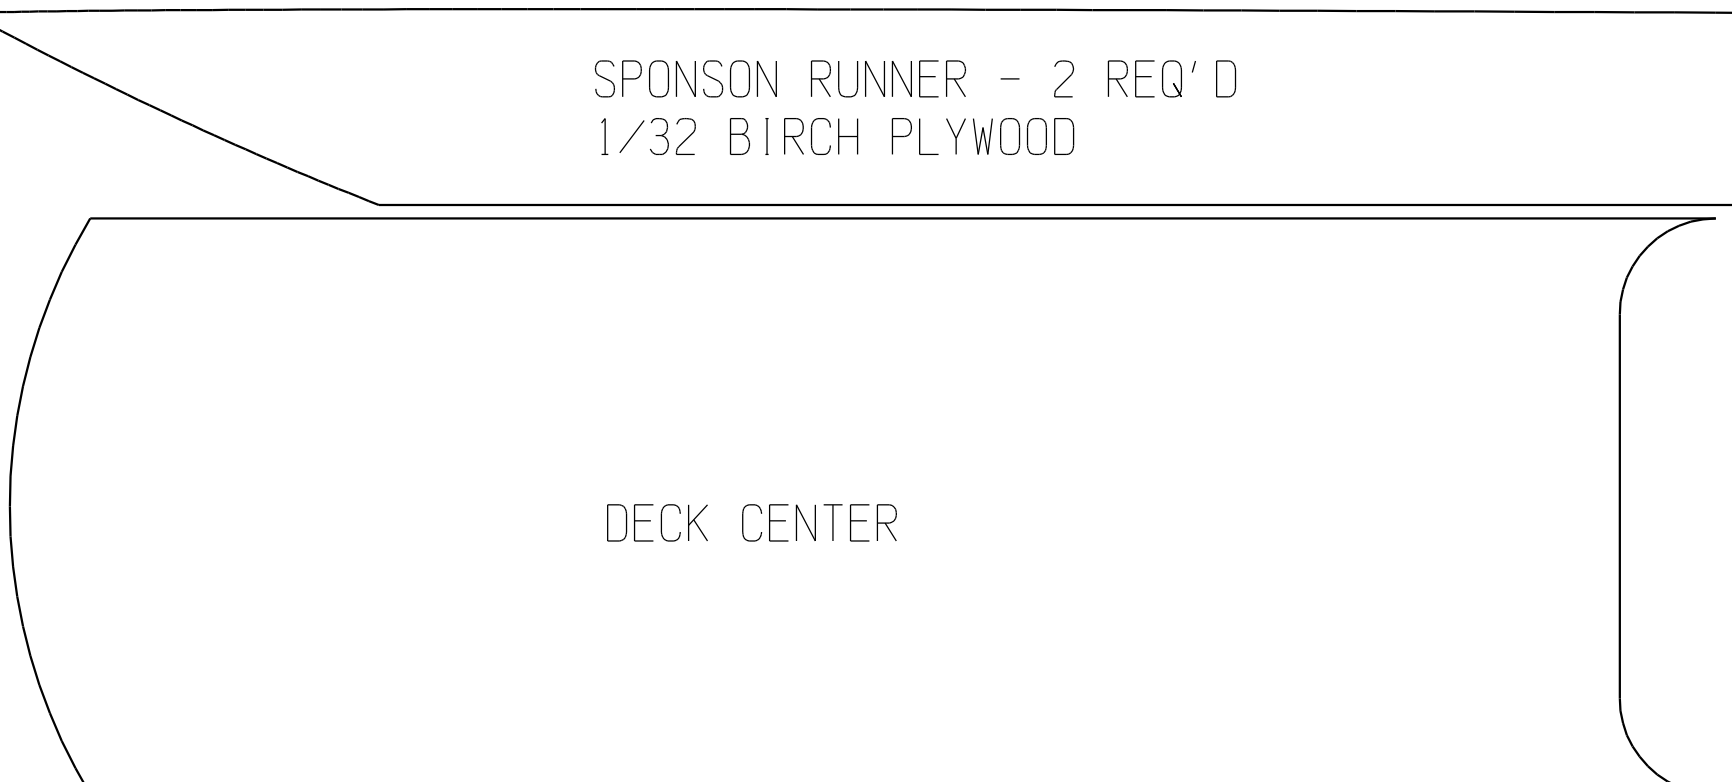 SPONSON RUNNER - 2 REQ'D
1/32 BIRCH PLYWOOD
DECK CENTER